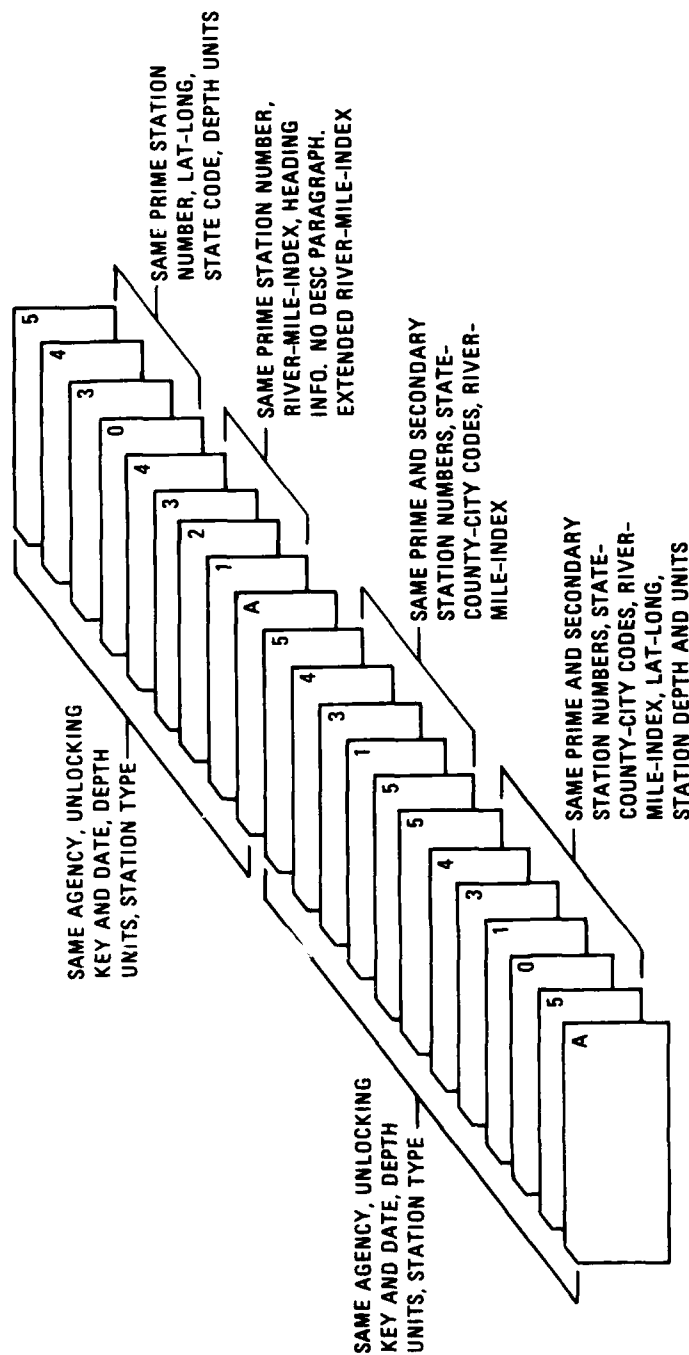 5
4
3
0
4
3
2
1
A
5
4
3
1
5
5
4
3
1
0
5
A
SAME AGENCY, UNLOCKING
KEY AND DATE, DEPTH
UNITS, STATION TYPE
SAME AGENCY, UNLOCKING
KEY AND DATE, DEPTH
UNITS, STATION TYPE
SAME PRIME STATION
NUMBER, LAT-LONG,
STATE CODE, DEPTH UNITS
SAME PRIME STATION NUMBER,
RIVER-MILE-INDEX, HEADING
INFO. NO DESC PARAGRAPH.
EXTENDED RIVER-MILE-INDEX
SAME PRIME AND SECONDARY
STATION NUMBERS, STATE-
COUNTY-CITY CODES, RIVER-
MILE-INDEX
SAME PRIME AND SECONDARY
STATION NUMBERS, STATE-
COUNTY-CITY CODES, RIVER-
MILE-INDEX, LAT-LONG,
STATION DEPTH AND UNITS